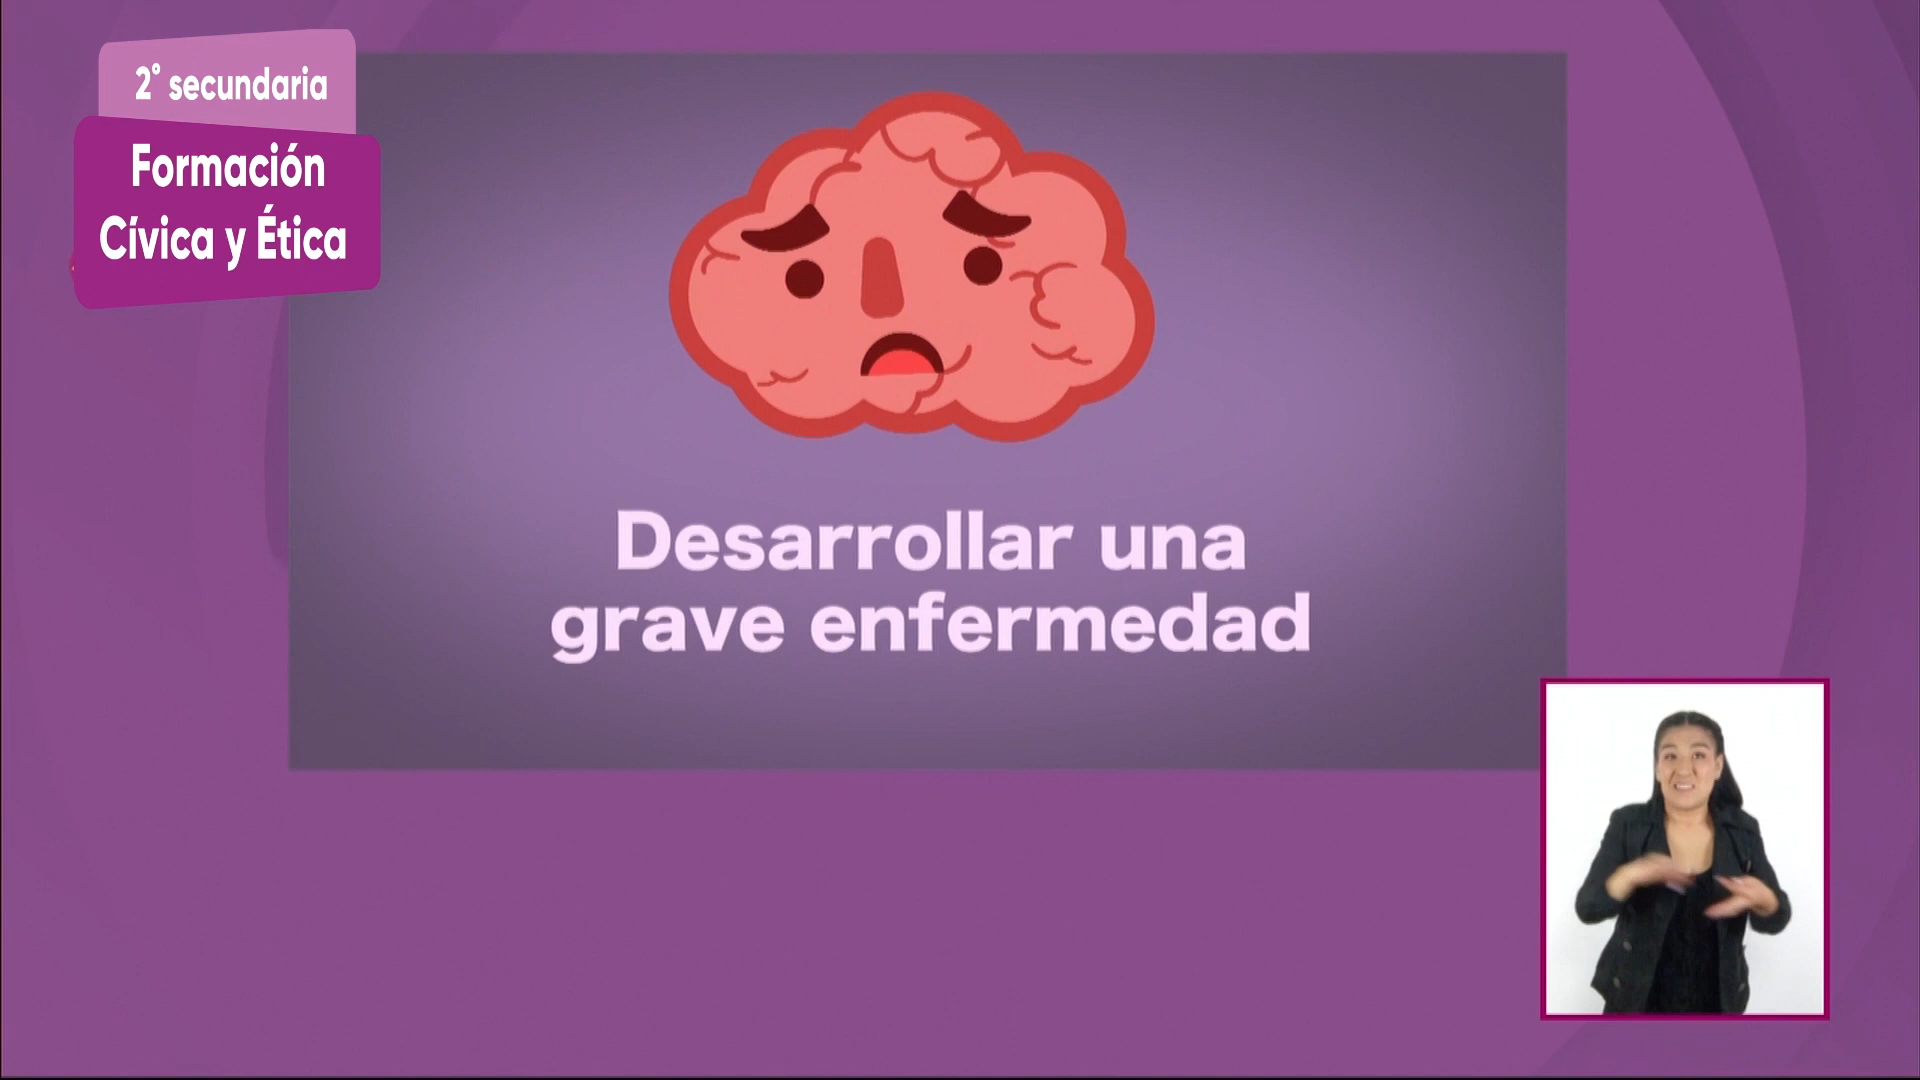 2° secundaria
Formación
Cívica y Ética
Desarrollar una
grave enfermedad